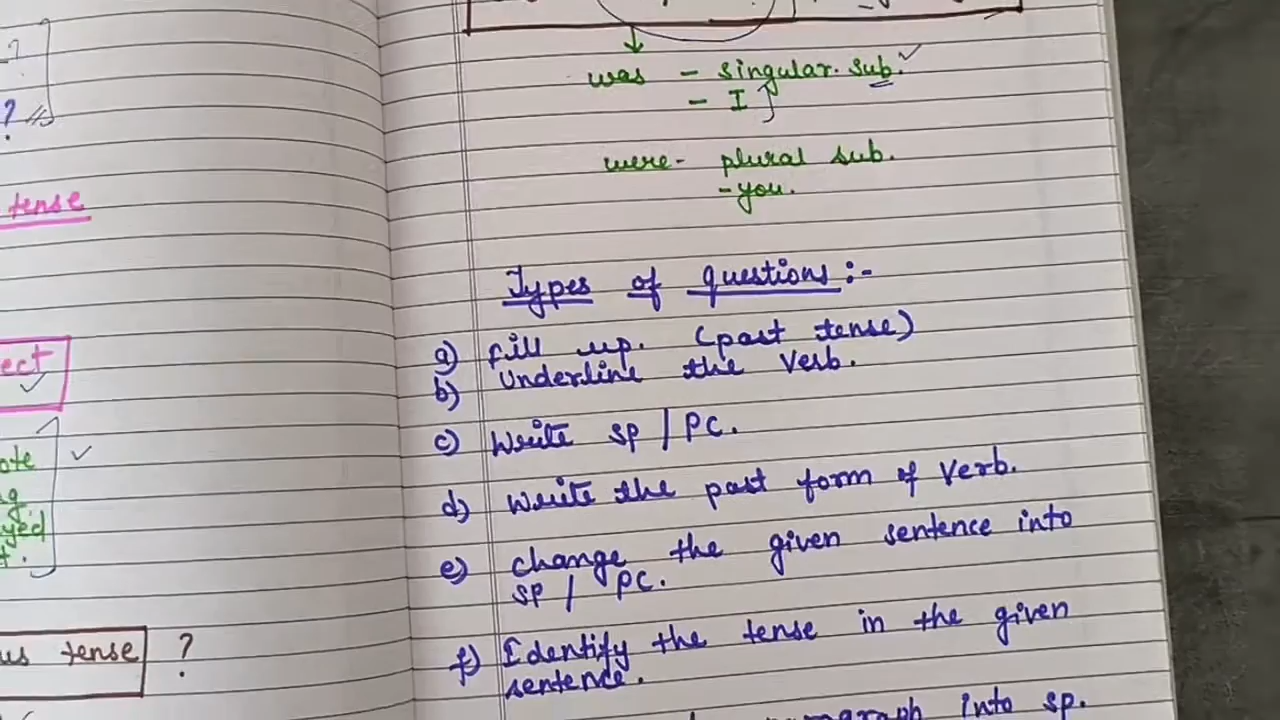 ?
?
tense
ect
ote
g
yed
us tense ?
was - singular. sub.
- I
were - plural sub.
- you.
Types of questions :-
a) Fill up. (past tense)
b) Underline the verb.
c) Write SP / PC.
d) Write the past form of verb.
e) Change the given sentence into
SP / PC.
f) Identify the tense in the given
sentence.
into sp.